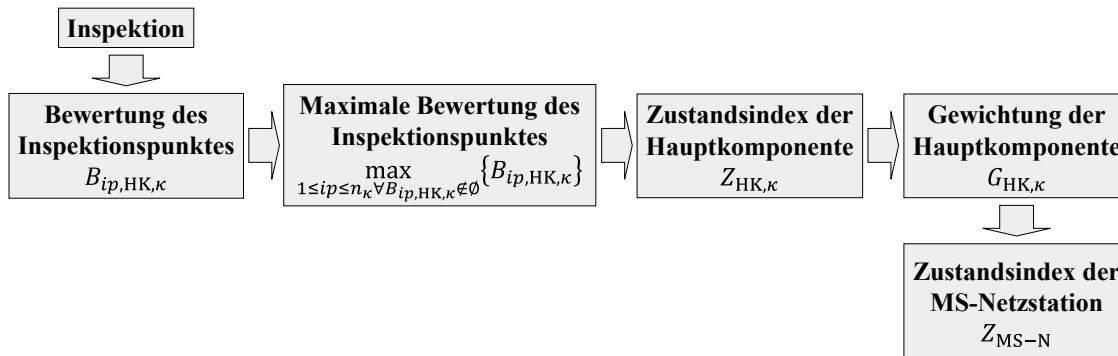 Inspektion
Bewertung des
Inspektionspunktes
B_{ip,HK,κ}
Maximale Bewertung des
Inspektionspunktes
max_{1≤ip≤n_κ∀B_{ip,HK,κ}∉∅}{B_{ip,HK,κ}}
Zustandsindex der
Hauptkomponente
Z_{HK,κ}
Gewichtung der
Hauptkomponente
G_{HK,κ}
Zustandsindex der
MS-Netzstation
Z_{MS−N}